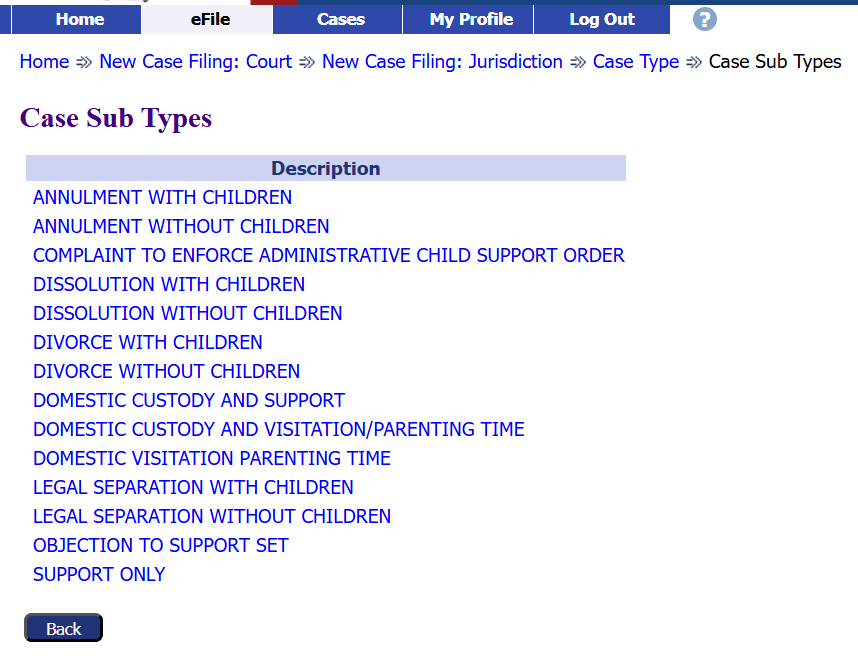 Home eFile Cases My Profile Log Out ?
Home New Case Filing: Court New Case Filing: Jurisdiction Case Type Case Sub Types
Case Sub Types
Description
ANNULMENT WITH CHILDREN
ANNULMENT WITHOUT CHILDREN
COMPLAINT TO ENFORCE ADMINISTRATIVE CHILD SUPPORT ORDER
DISSOLUTION WITH CHILDREN
DISSOLUTION WITHOUT CHILDREN
DIVORCE WITH CHILDREN
DIVORCE WITHOUT CHILDREN
DOMESTIC CUSTODY AND SUPPORT
DOMESTIC CUSTODY AND VISITATION/PARENTING TIME
DOMESTIC VISITATION PARENTING TIME
LEGAL SEPARATION WITH CHILDREN
LEGAL SEPARATION WITHOUT CHILDREN
OBJECTION TO SUPPORT SET
SUPPORT ONLY
Back